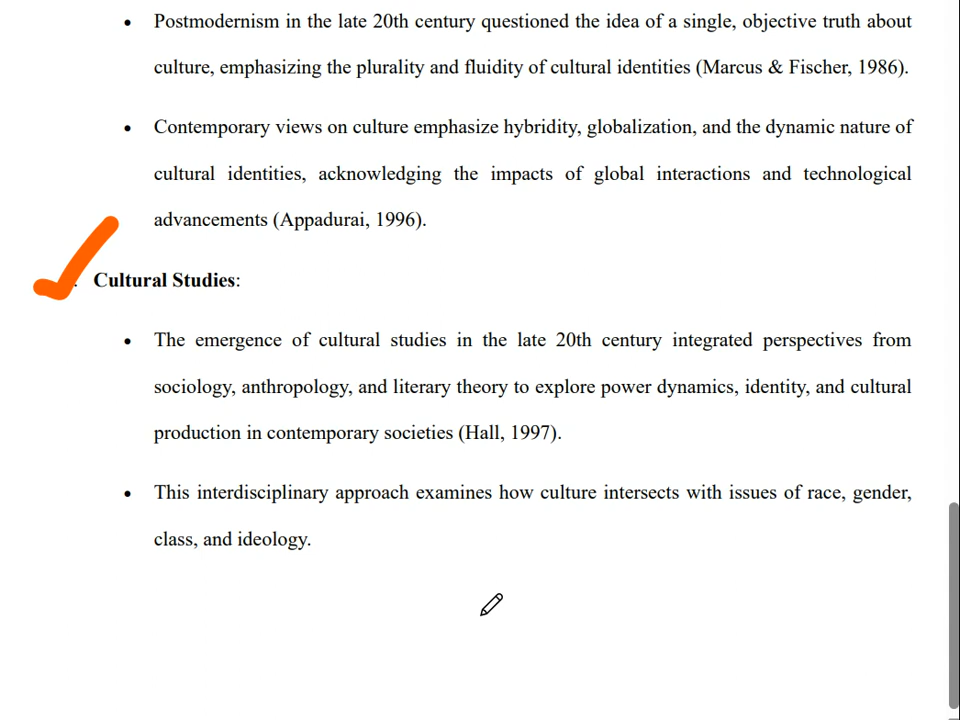 • Postmodernism in the late 20th century questioned the idea of a single, objective truth about
culture, emphasizing the plurality and fluidity of cultural identities (Marcus & Fischer, 1986).
• Contemporary views on culture emphasize hybridity, globalization, and the dynamic nature of
cultural identities, acknowledging the impacts of global interactions and technological
advancements (Appadurai, 1996).
Cultural Studies:
• The emergence of cultural studies in the late 20th century integrated perspectives from
sociology, anthropology, and literary theory to explore power dynamics, identity, and cultural
production in contemporary societies (Hall, 1997).
• This interdisciplinary approach examines how culture intersects with issues of race, gender,
class, and ideology.